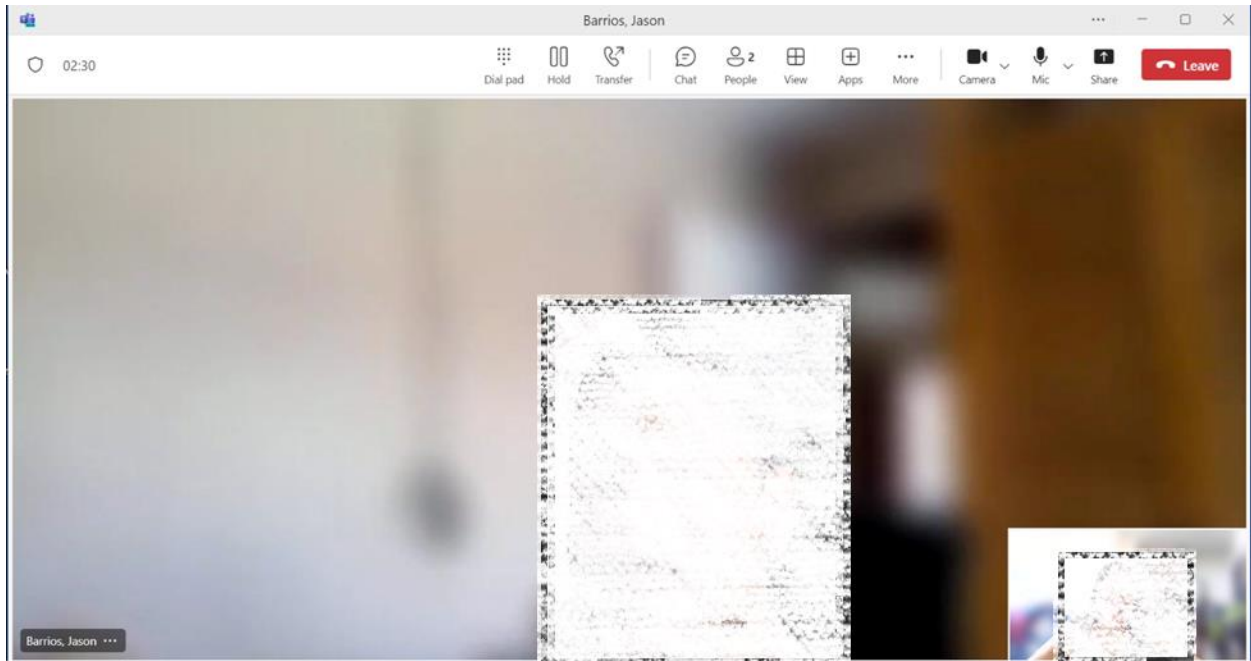 Barrios, Jason
02:30
Dial pad
Hold
Transfer
Chat
2
People
View
Apps
More
Camera
Mic
Share
Leave
Barrios, Jason